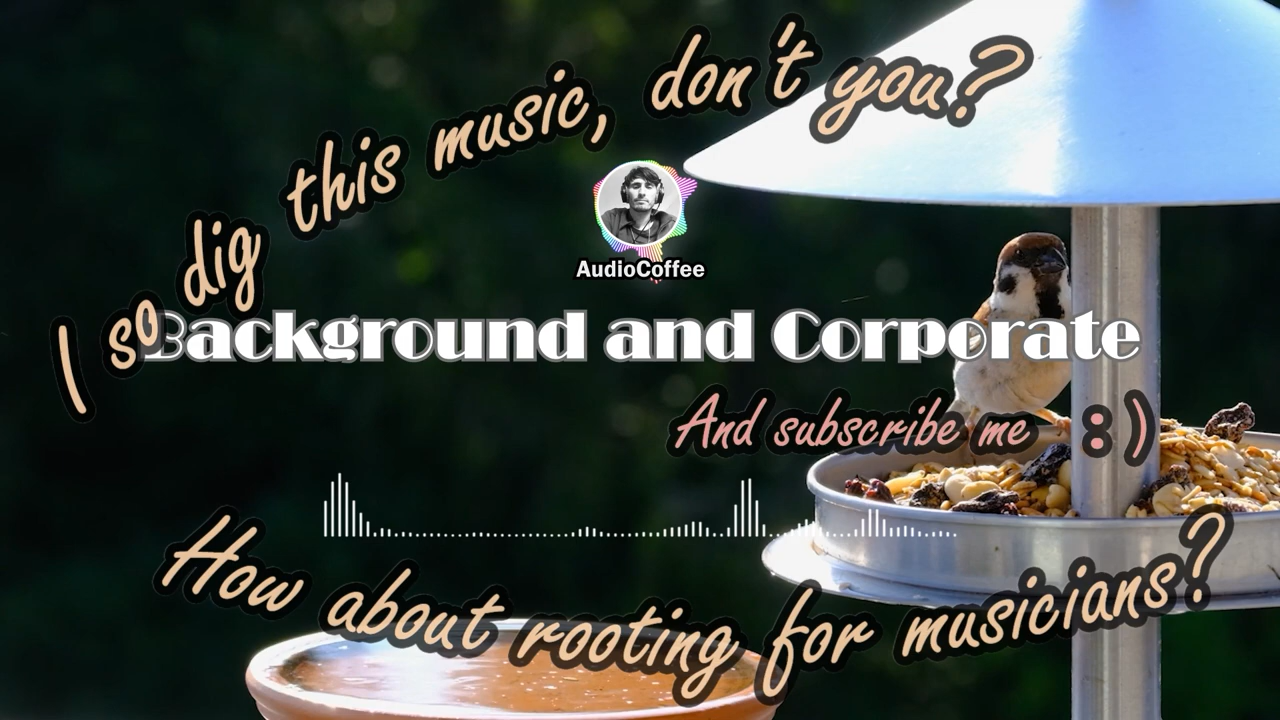 I so dig this music, don't you?
AudioCoffee
Background and Corporate
And subscribe me :)
How about rooting for musicians?